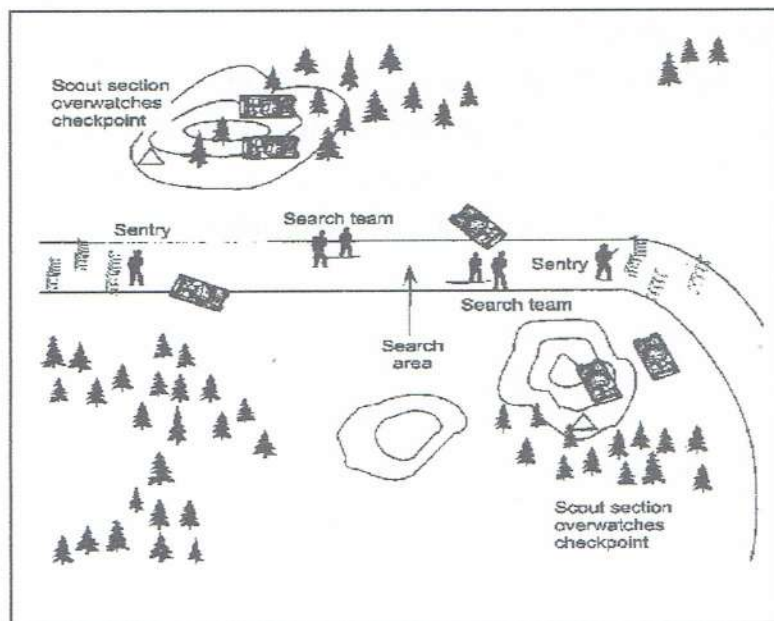 Scout section
overwatches
checkpoint
Sentry
Search team
Sentry
Search team
Search
area
Scout section
overwatches
checkpoint